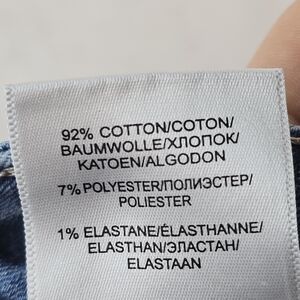 92% COTTON/COTON/
BAUMWOLLE/ХЛОПОК/
KATOEN/ALGODON
7% POLYESTER/ПОЛИЭСТЕР/
POLIESTER
1% ELASTANE/ÉLASTHANNE/
ELASTHAN/ЭЛАСТАН/
ELASTAAN